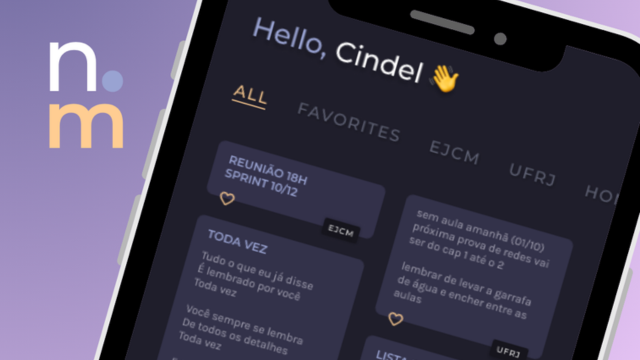 n.
m
Hello, Cindel 👋
ALL
FAVORITES
EJCM
UFRJ
REUNIÃO 18H
SPRINT 10/12
EJCM
TODA VEZ
Tudo o que eu já disse
É lembrado por você
Toda vez
Você sempre se lembra
De todos os detalhes
Toda vez
sem aula amanhã (01/10)
próxima prova de redes vai
ser do cap 1 até o 2
lembrar de levar a garrafa
de água e encher entre as
aulas
UFRJ